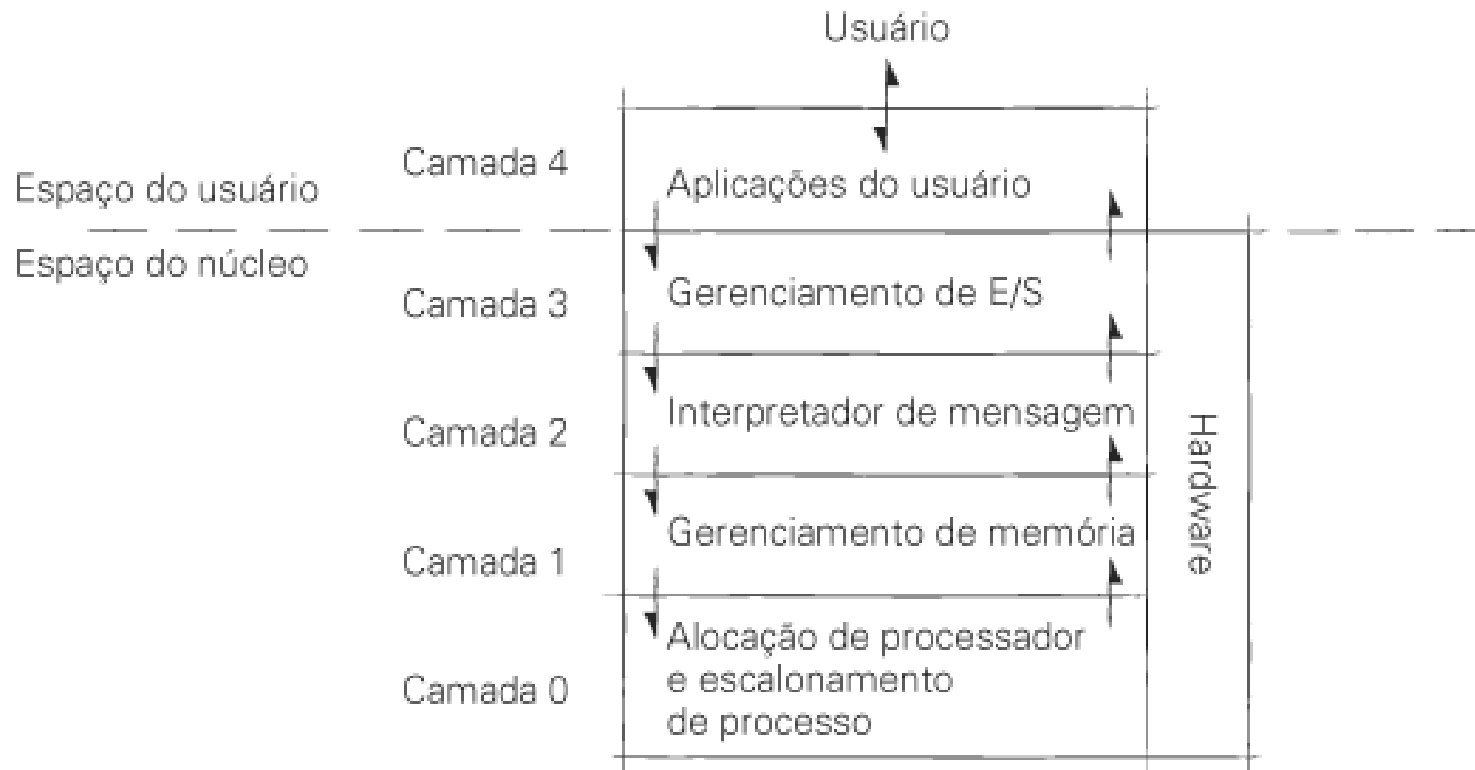 Usuário
Camada 4
Aplicações do usuário
Espaço do usuário
Espaço do núcleo
Camada 3
Gerenciamento de E/S
Camada 2
Interpretador de mensagem
Camada 1
Gerenciamento de memória
Camada 0
Alocação de processador
e escalonamento
de processo
Hardware